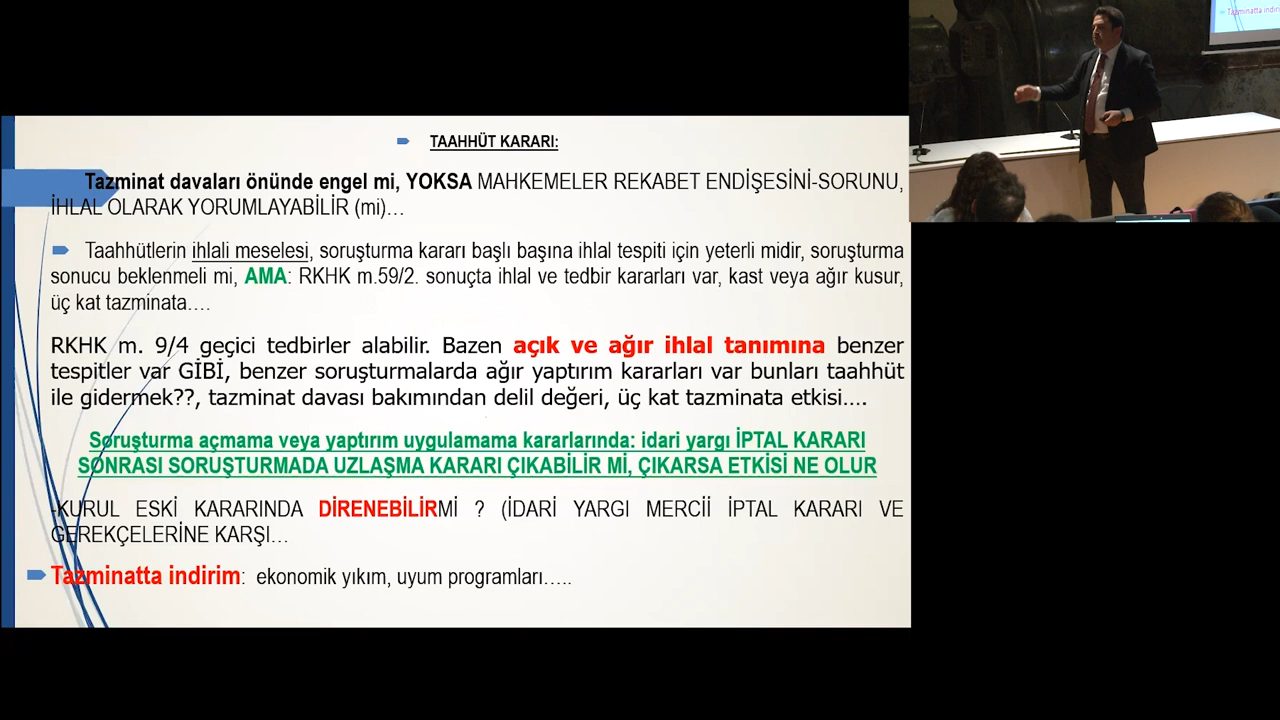 TAAHHÜT KARARI:
Tazminat davaları önünde engel mi, YOKSA MAHKEMELER REKABET ENDİŞESİNİ-SORUNU,
İHLAL OLARAK YORUMLAYABİLİR (mi)…
Taahhütlerin ihlali meselesi, soruşturma kararı başlı başına ihlal tespiti için yeterli midir, soruşturma
sonucu beklenmeli mi, AMA: RKHK m.59/2. sonuçta ihlal ve tedbir kararları var, kast veya ağır kusur,
üç kat tazminata….
RKHK m. 9/4 geçici tedbirler alabilir. Bazen açık ve ağır ihlal tanımına benzer
tespitler var GİBİ, benzer soruşturmalarda ağır yaptırım kararları var bunları taahhüt
ile gidermek??, tazminat davası bakımından delil değeri, üç kat tazminata etkisi….
Soruşturma açmama veya yaptırım uygulamama kararlarında: idari yargı İPTAL KARARI
SONRASI SORUŞTURMADA UZLAŞMA KARARI ÇIKABİLİR Mİ, ÇIKARSA ETKİSİ NE OLUR
-KURUL ESKİ KARARINDA DİRENEBİLİRMİ ? (İDARİ YARGI MERCİİ İPTAL KARARI VE
GEREKÇELERİNE KARŞI…
Tazminatta indirim: ekonomik yıkım, uyum programları…..
Tazminatta indiri